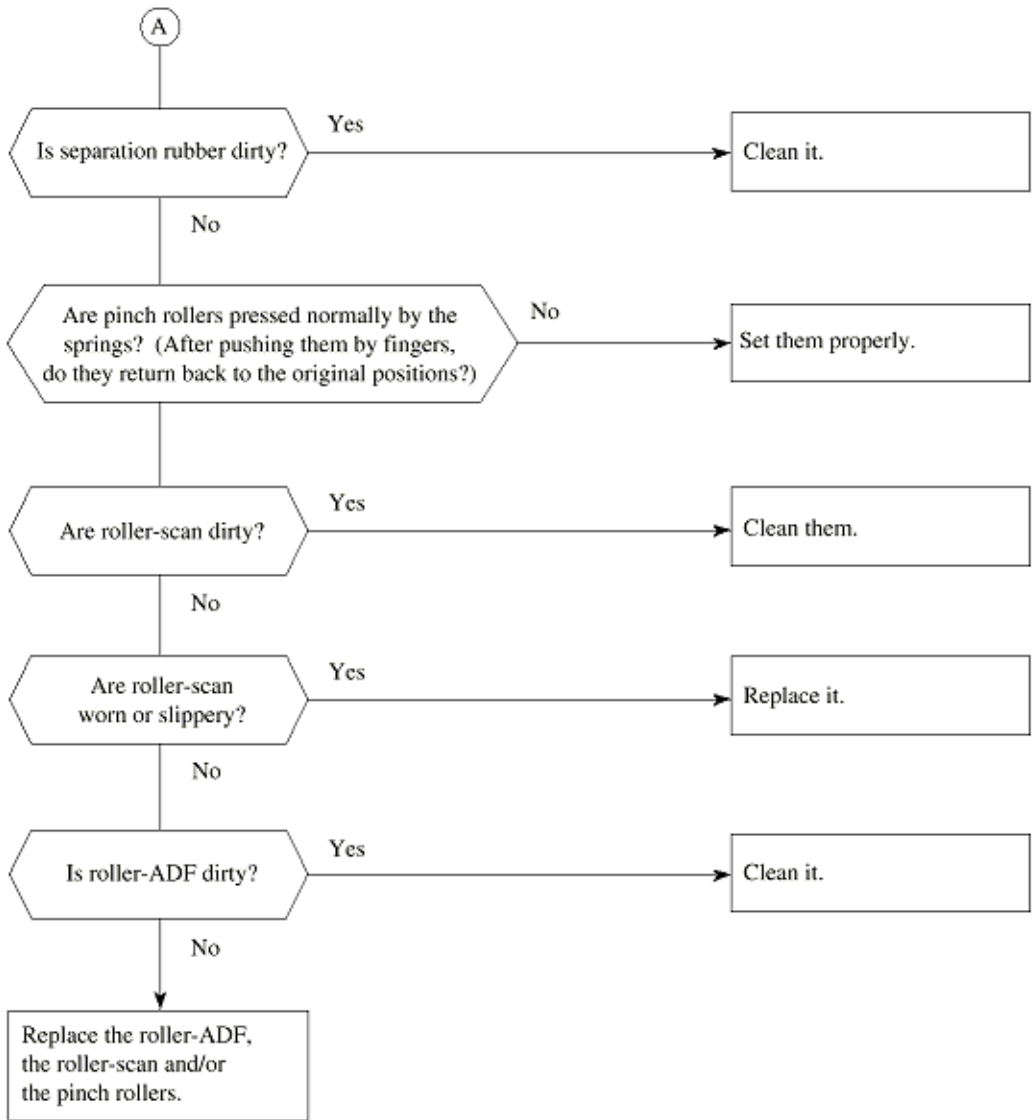 A
Is separation rubber dirty?
Yes
Clean it.
No
Are pinch rollers pressed normally by the
springs? (After pushing them by fingers,
do they return back to the original positions?)
No
Set them properly.
Are roller-scan dirty?
Yes
Clean them.
No
Are roller-scan
worn or slippery?
Yes
Replace it.
No
Is roller-ADF dirty?
Yes
Clean it.
No
Replace the roller-ADF,
the roller-scan and/or
the pinch rollers.